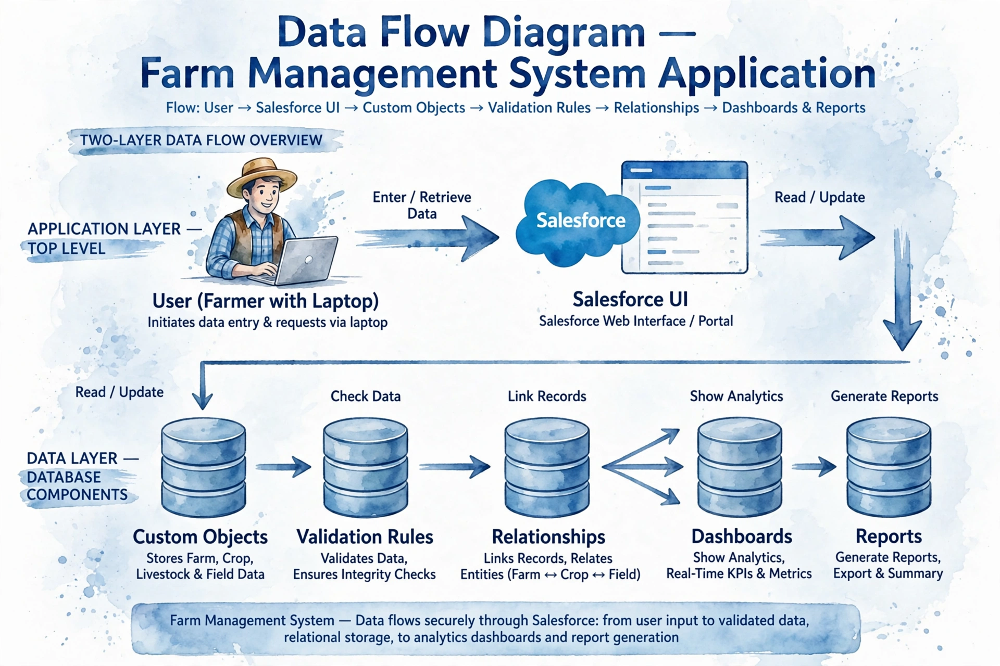 Data Flow Diagram —
Farm Management System Application
Flow: User → Salesforce UI → Custom Objects → Validation Rules → Relationships → Dashboards & Reports
TWO-LAYER DATA FLOW OVERVIEW
APPLICATION LAYER —
TOP LEVEL
Enter / Retrieve
Data
Salesforce
Read / Update
User (Farmer with Laptop)
Initiates data entry & requests via laptop
Salesforce UI
Salesforce Web Interface / Portal
Read / Update
Check Data
Link Records
Show Analytics
Generate Reports
DATA LAYER —
DATABASE
COMPONENTS
Custom Objects
Stores Farm, Crop,
Livestock & Field Data
Validation Rules
Validates Data,
Ensures Integrity Checks
Relationships
Links Records, Relates
Entities (Farm ↔ Crop ↔ Field)
Dashboards
Show Analytics,
Real-Time KPIs & Metrics
Reports
Generate Reports,
Export & Summary
Farm Management System — Data flows securely through Salesforce: from user input to validated data,
relational storage, to analytics dashboards and report generation